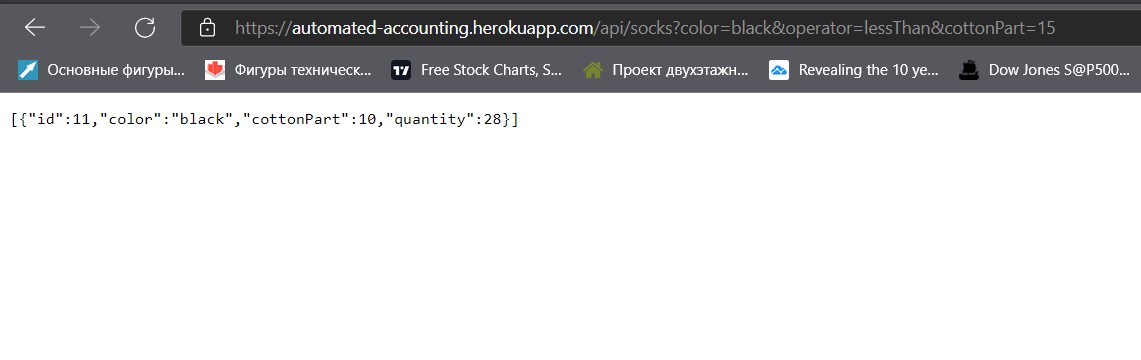 https://automated-accounting.herokuapp.com/api/socks?color=black&operator=lessThan&cottonPart=15
Основные фигуры... Фигуры техническ... Free Stock Charts, S... Проект двухэтажн... Revealing the 10 ye... Dow Jones S@P500...
[{"id":11,"color":"black","cottonPart":10,"quantity":28}]